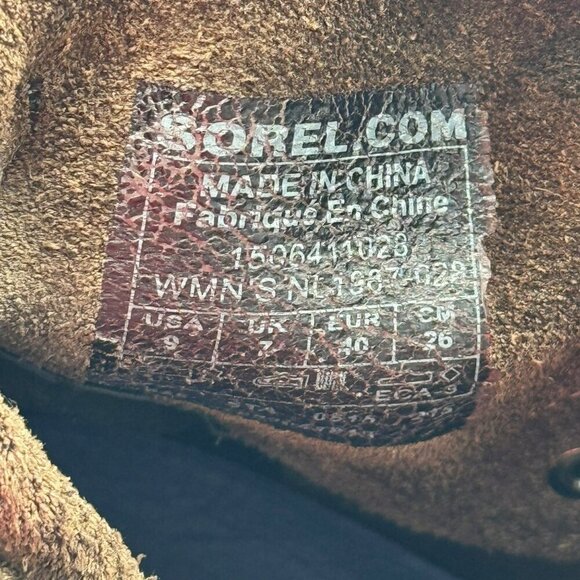 SOREL.COM
MADE IN CHINA
Fabriqué En Chine
1506411028
WMN'S NL1987-028
USA UK EUR CM
9 7 40 26
ECA